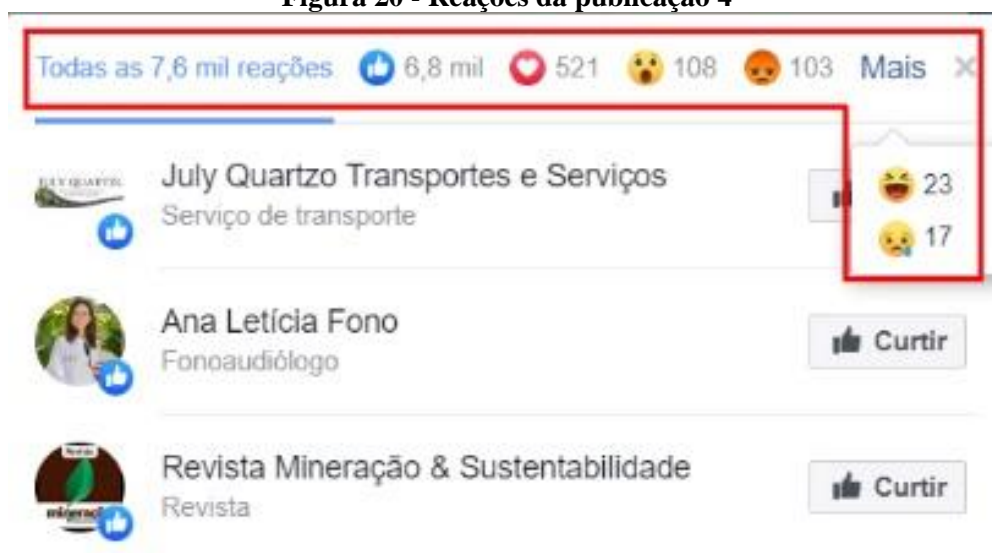 Figura 20 - Reações da publicação 4
Todas as 7,6 mil reações 6,8 mil 521 108 103 Mais ×
23
17
July Quartzo Transportes e Serviços
Serviço de transporte
Ana Letícia Fono
Fonoaudiólogo
Curtir
Revista Mineração & Sustentabilidade
Revista
Curtir